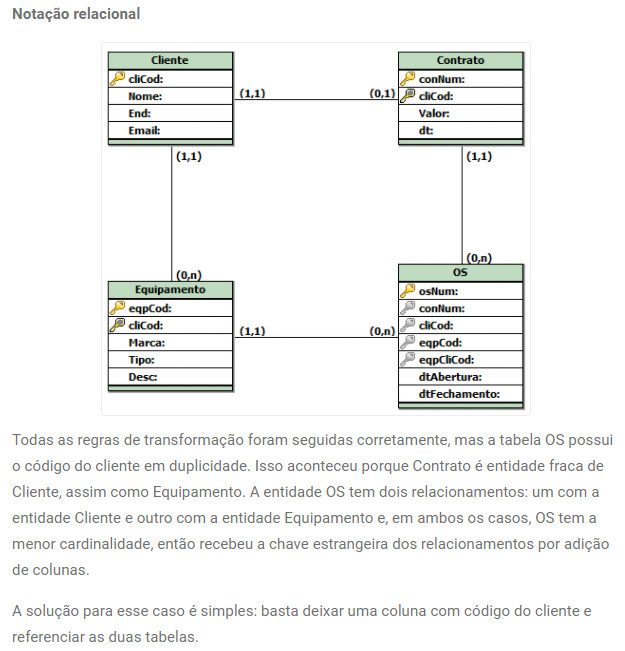 Notação relacional
Cliente
cliCod:
Nome:
End:
Email:
(1,1)
(0,1)
Contrato
conNum:
cliCod:
Valor:
dt:
(1,1)
(1,1)
(0,n)
(0,n)
Equipamento
eqpCod:
cliCod:
Marca:
Tipo:
Desc:
(1,1)
(0,n)
OS
osNum:
conNum:
cliCod:
eqpCod:
eqpCliCod:
dtAbertura:
dtFechamento:
Todas as regras de transformação foram seguidas corretamente, mas a tabela OS possui
o código do cliente em duplicidade. Isso aconteceu porque Contrato é entidade fraca de
Cliente, assim como Equipamento. A entidade OS tem dois relacionamentos: um com a
entidade Cliente e outro com a entidade Equipamento e, em ambos os casos, OS tem a
menor cardinalidade, então recebeu a chave estrangeira dos relacionamentos por adição
de colunas.
A solução para esse caso é simples: basta deixar uma coluna com código do cliente e
referenciar as duas tabelas.